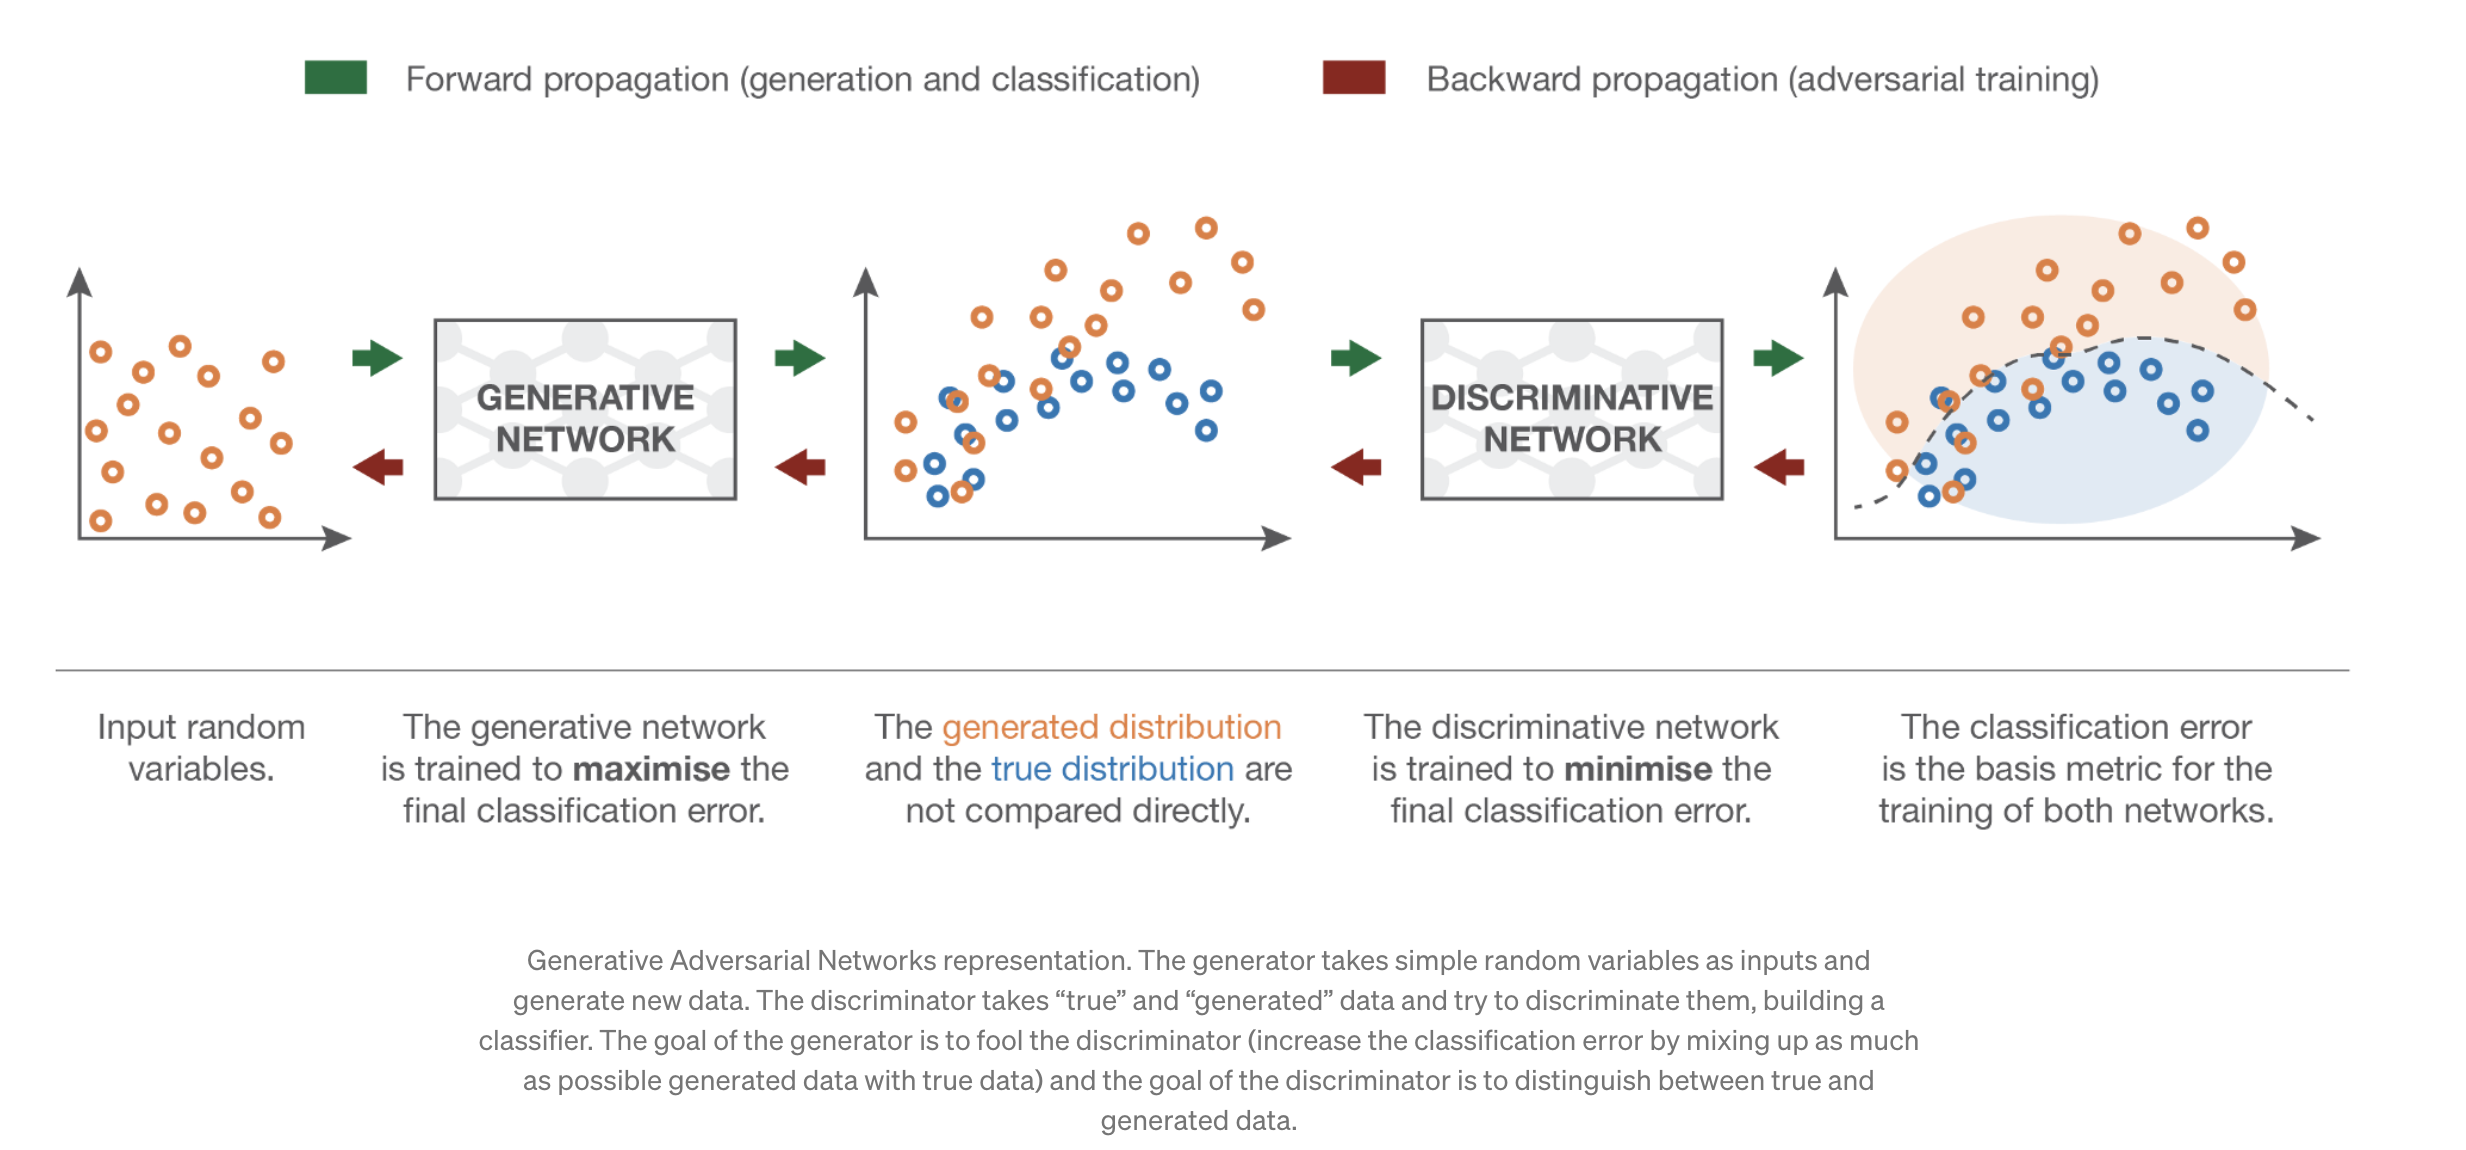 Forward propagation (generation and classification)
Backward propagation (adversarial training)
GENERATIVE
NETWORK
DISCRIMINATIVE
NETWORK
Input random
variables.
The generative network
is trained to maximise the
final classification error.
The generated distribution
and the true distribution are
not compared directly.
The discriminative network
is trained to minimise the
final classification error.
The classification error
is the basis metric for the
training of both networks.
Generative Adversarial Networks representation. The generator takes simple random variables as inputs and
generate new data. The discriminator takes “true” and “generated” data and try to discriminate them, building a
classifier. The goal of the generator is to fool the discriminator (increase the classification error by mixing up as much
as possible generated data with true data) and the goal of the discriminator is to distinguish between true and
generated data.